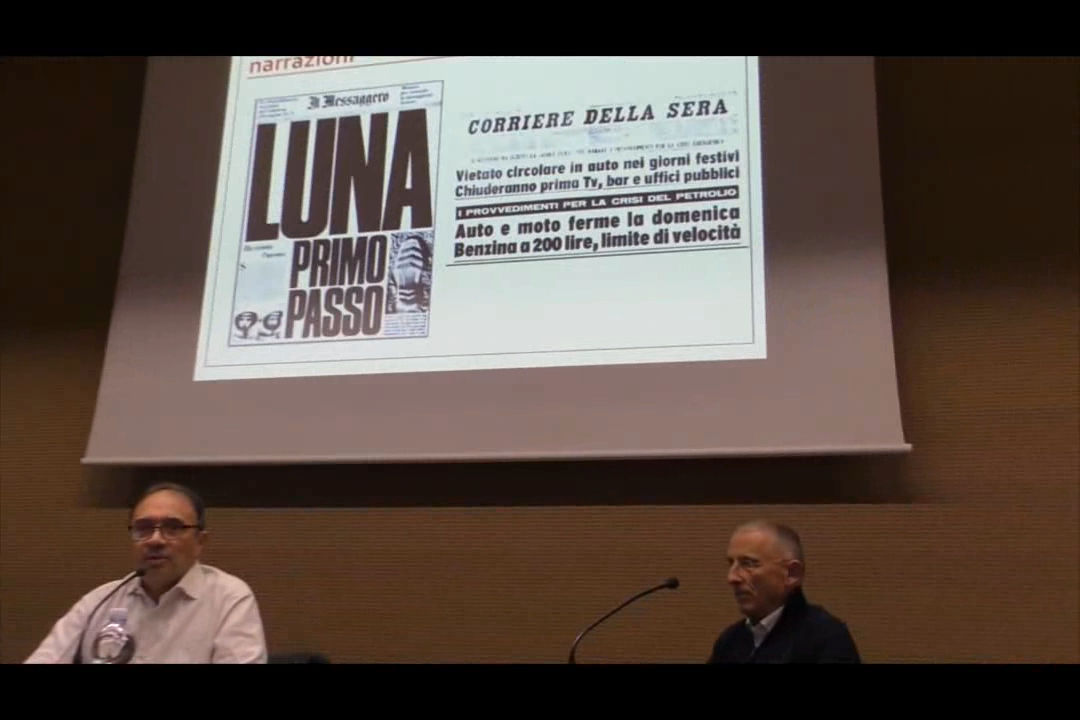 narrazioni
Il Messaggero
LUNA
PRIMO
PASSO
CORRIERE DELLA SERA
Vietato circolare in auto nei giorni festivi
Chiuderanno prima Tv, bar e uffici pubblici
I PROVVEDIMENTI PER LA CRISI DEL PETROLIO
Auto e moto ferme la domenica
Benzina a 200 lire, limite di velocità